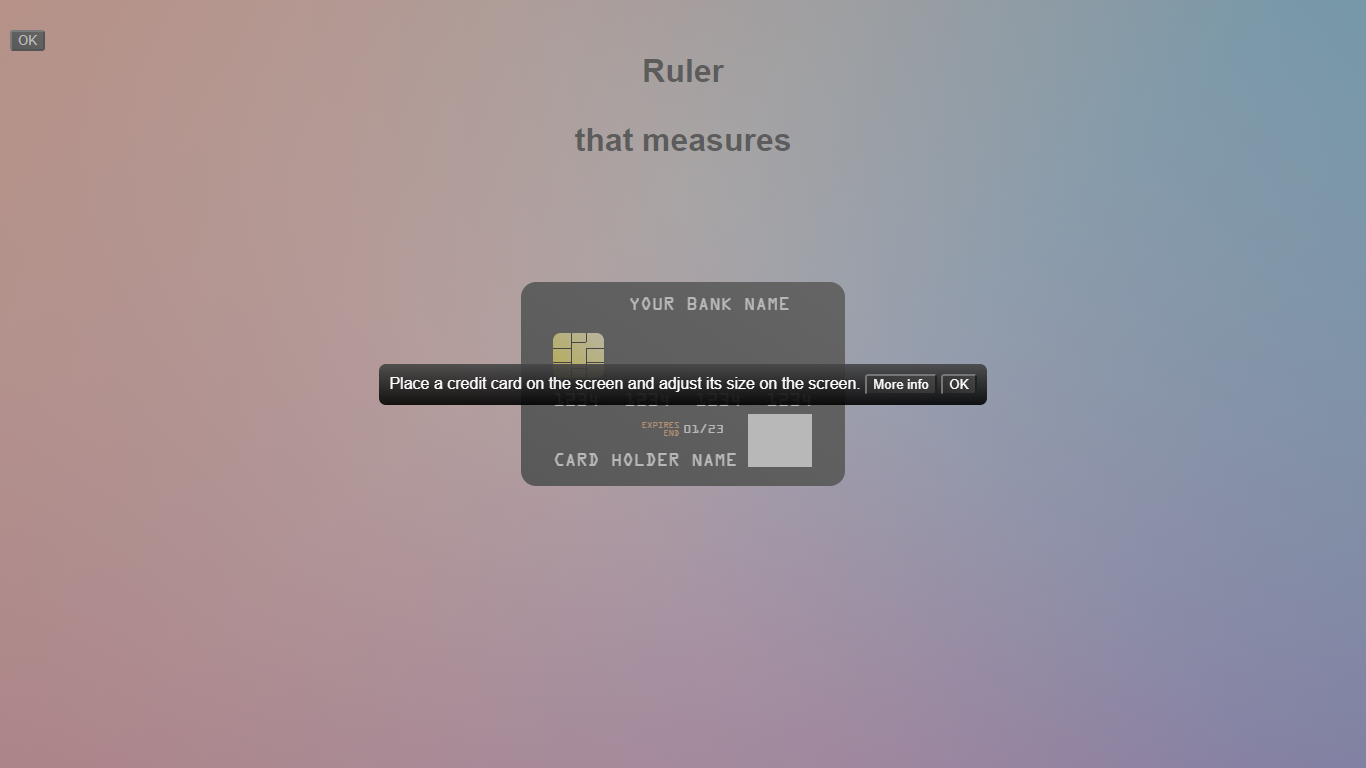 OK
Ruler
that measures
YOUR BANK NAME
Place a credit card on the screen and adjust its size on the screen. More info OK
1234 1234 1234 1234
EXPIRES
END 01/23
CARD HOLDER NAME